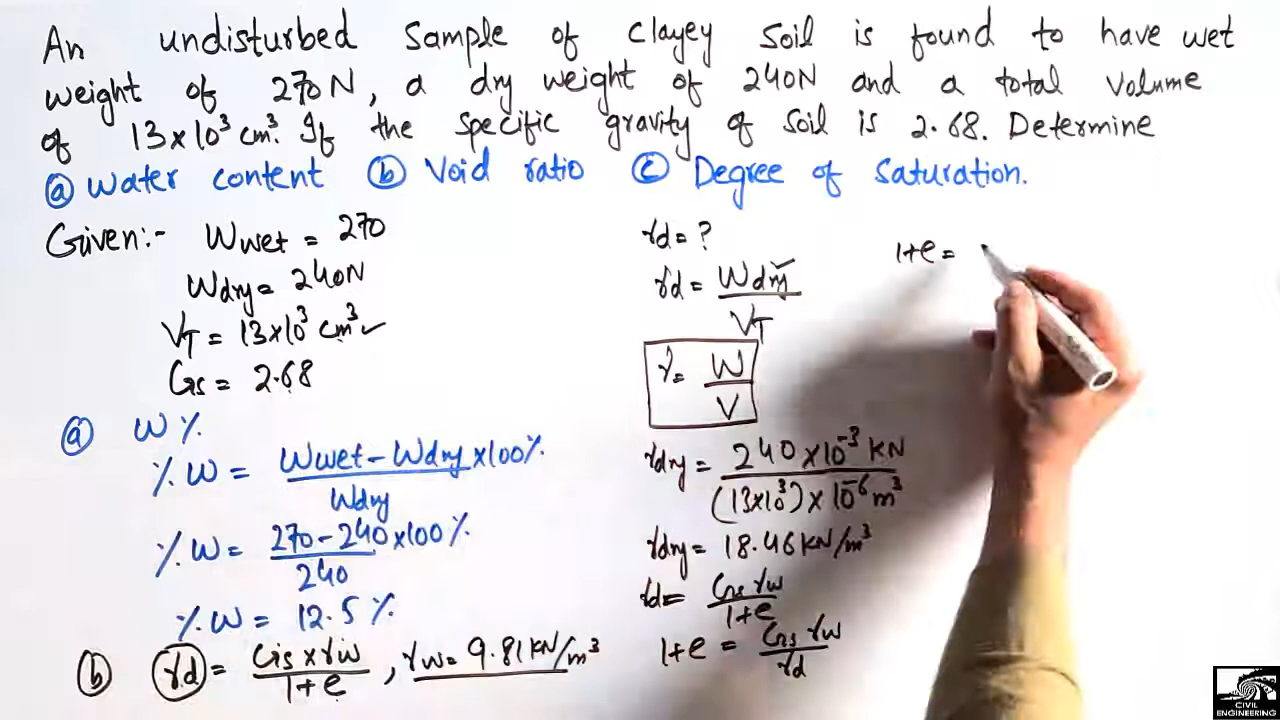 An undisturbed sample of clayey soil is found to have wet
weight of 270 N, a dry weight of 240N and a total volume
of 13×10³ cm³. If the specific gravity of soil is 2.68. Determine
ⓐ Water content ⓑ Void ratio ⓒ Degree of saturation.
Given:- Wwet = 270
Wdry = 240N
VT = 13×10³ cm³ ✓
Gs = 2.68
ⓐ W %.
% W = Wwet - Wdry ×100%
Wdry
% W = 270 - 240 ×100 %
240
% W = 12.5 %
ⓑ γd = Gs × γw , γw = 9.81 KN/m³
1+e
γd = ?
γd = Wdry ✓
VT
γ = W
V
γdry = 240×10⁻³ KN
(13×10³) × 10⁻⁶ m³
γdry = 18.46 KN/m³
γd = Gs γw
1+e
1+e = Gs γw
γd
1+e =
CIVIL
ENGINEERING